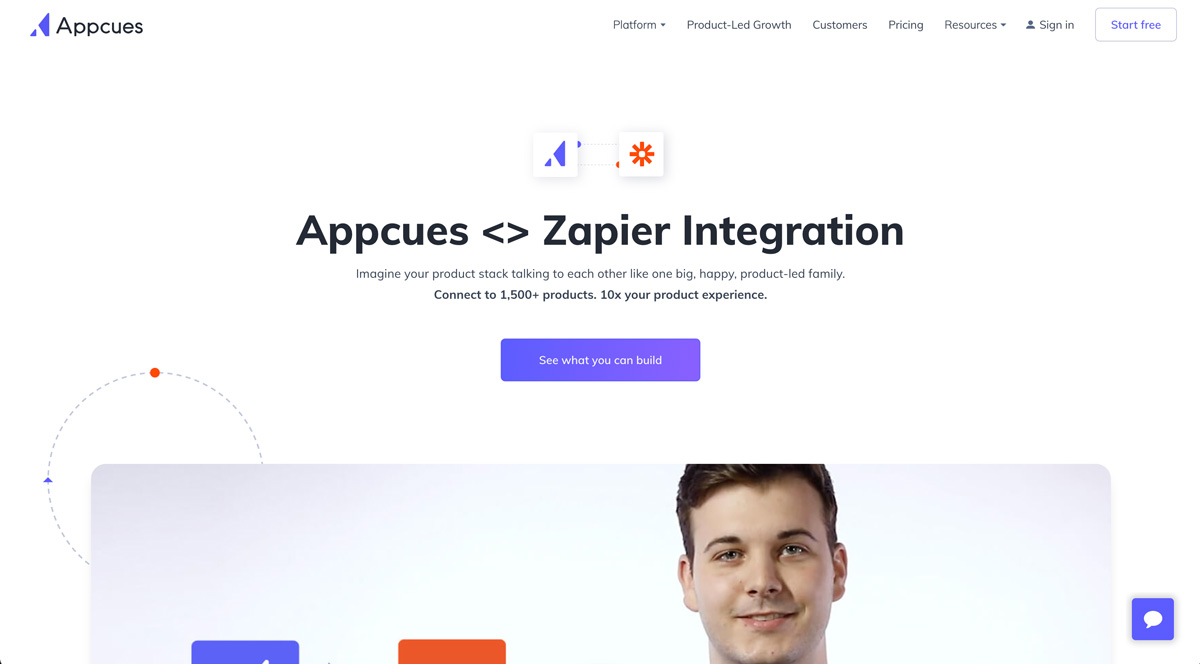 Appcues
Platform
Product-Led Growth
Customers
Pricing
Resources
Sign in
Start free
Appcues <> Zapier Integration
Imagine your product stack talking to each other like one big, happy, product-led family.
Connect to 1,500+ products. 10x your product experience.
See what you can build